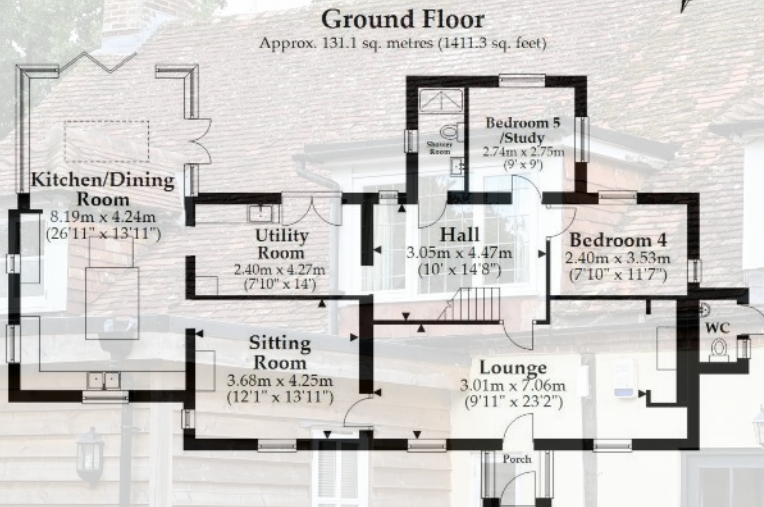 Ground Floor
Approx. 131.1 sq. metres (1411.3 sq. feet)
Shower
Room
Bedroom 5
/Study
2.74m x 2.75m
(9' x 9')
Kitchen/Dining
Room
8.19m x 4.24m
(26'11" x 13'11")
Utility
Room
2.40m x 4.27m
(7'10" x 14')
Hall
3.05m x 4.47m
(10' x 14'8")
Bedroom 4
2.40m x 3.53m
(7'10" x 11'7")
WC
Sitting
Room
3.68m x 4.25m
(12'1" x 13'11")
Lounge
3.01m x 7.06m
(9'11" x 23'2")
Porch